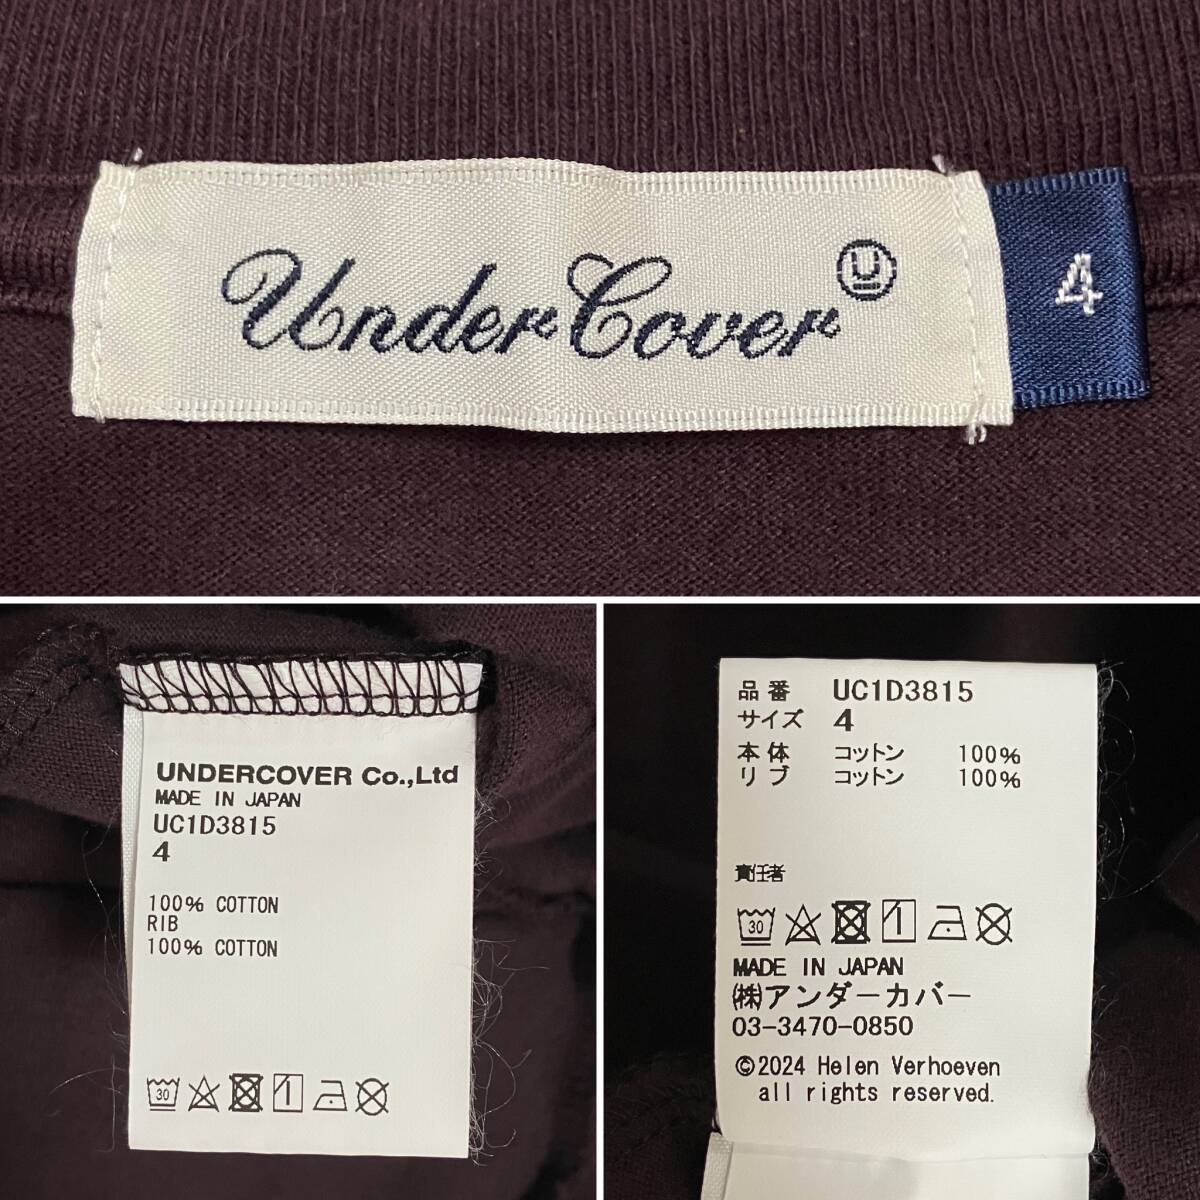 UnderCover
U
4
UNDERCOVER Co.,Ltd
MADE IN JAPAN
UC1D3815
4
100% COTTON
RIB
100% COTTON
30
品番 UC1D3815
サイズ 4
本体 コットン 100%
リブ コットン 100%
責任者
30
MADE IN JAPAN
㈱アンダーカバー
03-3470-0850
©2024 Helen Verhoeven
all rights reserved.